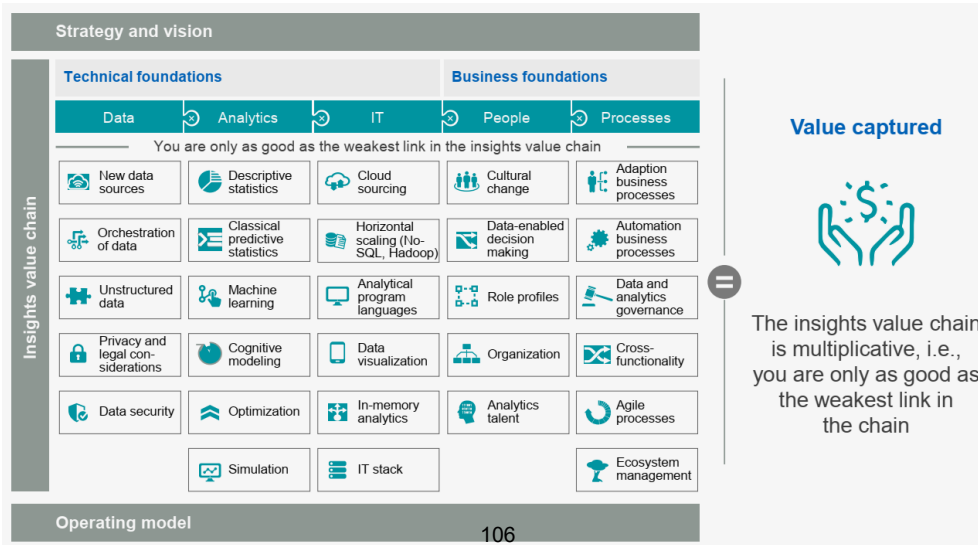 Strategy and vision
Insights value chain
Technical foundations
Business foundations
Data
Analytics
IT
People
Processes
You are only as good as the weakest link in the insights value chain
New data
sources
Descriptive
statistics
Cloud
sourcing
Cultural
change
Adaption
business
processes
Orchestration
of data
Classical
predictive
statistics
Horizontal
scaling (No-
SQL, Hadoop)
Data-enabled
decision
making
Automation
business
processes
Unstructured
data
Machine
learning
Analytical
program
languages
Role profiles
Data and
analytics
governance
Privacy and
legal con-
siderations
Cognitive
modeling
Data
visualization
Organization
Cross-
functionality
Data security
Optimization
In-memory
analytics
Analytics
talent
Agile
processes
Simulation
IT stack
Ecosystem
management
Operating model
106
=
Value captured
$
The insights value chain
is multiplicative, i.e.,
you are only as good as
the weakest link in
the chain